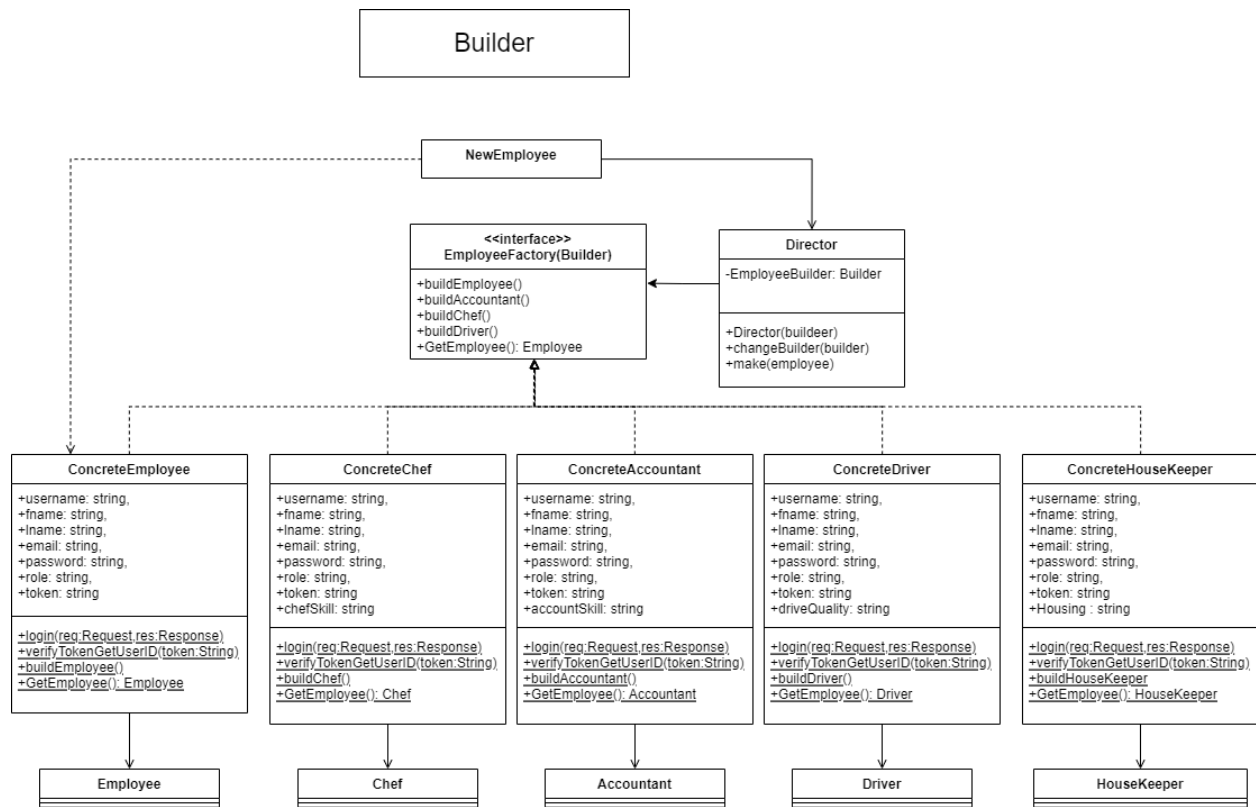 Builder
NewEmployee
<<interface>>
EmployeeFactory(Builder)
+buildEmployee()
+buildAccountant()
+buildChef()
+buildDriver()
+GetEmployee(): Employee
Director
-EmployeeBuilder: Builder
+Director(buildeer)
+changeBuilder(builder)
+make(employee)
ConcreteEmployee
+username: string,
+fname: string,
+lname: string,
+email: string,
+password: string,
+role: string,
+token: string
+login(req:Request,res:Response)
+verifyTokenGetUserID(token:String)
+buildEmployee()
+GetEmployee(): Employee
ConcreteChef
+username: string,
+fname: string,
+lname: string,
+email: string,
+password: string,
+role: string,
+token: string
+chefSkill: string
+login(req:Request,res:Response)
+verifyTokenGetUserID(token:String)
+buildChef()
+GetEmployee(): Chef
ConcreteAccountant
+username: string,
+fname: string,
+lname: string,
+email: string,
+password: string,
+role: string,
+token: string
+accountSkill: string
+login(req:Request,res:Response)
+verifyTokenGetUserID(token:String)
+buildAccountant()
+GetEmployee(): Accountant
ConcreteDriver
+username: string,
+fname: string,
+lname: string,
+email: string,
+password: string,
+role: string,
+token: string
+driveQuality: string
+login(req:Request,res:Response)
+verifyTokenGetUserID(token:String)
+buildDriver()
+GetEmployee(): Driver
ConcreteHouseKeeper
+username: string,
+fname: string,
+lname: string,
+email: string,
+password: string,
+role: string,
+token: string
+Housing : string
+login(req:Request,res:Response)
+verifyTokenGetUserID(token:String)
+buildHouseKeeper
+GetEmployee(): HouseKeeper
Employee
Chef
Accountant
Driver
HouseKeeper